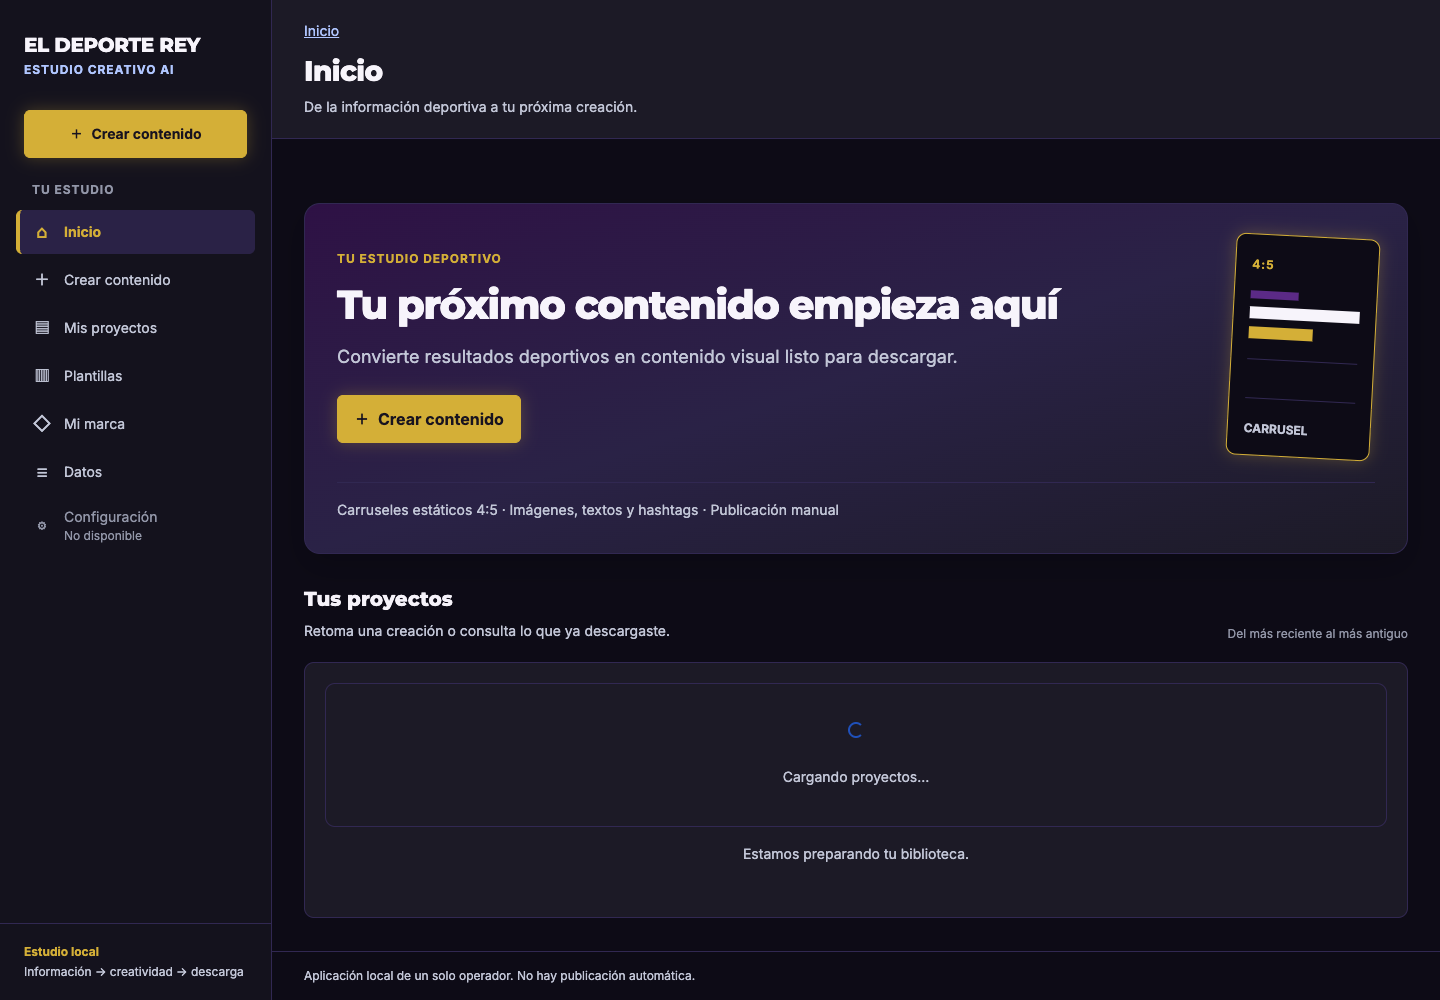 EL DEPORTE REY
ESTUDIO CREATIVO AI
+ Crear contenido
TU ESTUDIO
Inicio
Crear contenido
Mis proyectos
Plantillas
Mi marca
Datos
Configuración
No disponible
Estudio local
Información → creatividad → descarga
Inicio
Inicio
De la información deportiva a tu próxima creación.
TU ESTUDIO DEPORTIVO
Tu próximo contenido empieza aquí
Convierte resultados deportivos en contenido visual listo para descargar.
+ Crear contenido
4:5
CARRUSEL
Carruseles estáticos 4:5 · Imágenes, textos y hashtags · Publicación manual
Tus proyectos
Retoma una creación o consulta lo que ya descargaste.
Del más reciente al más antiguo
Cargando proyectos...
Estamos preparando tu biblioteca.
Aplicación local de un solo operador. No hay publicación automática.